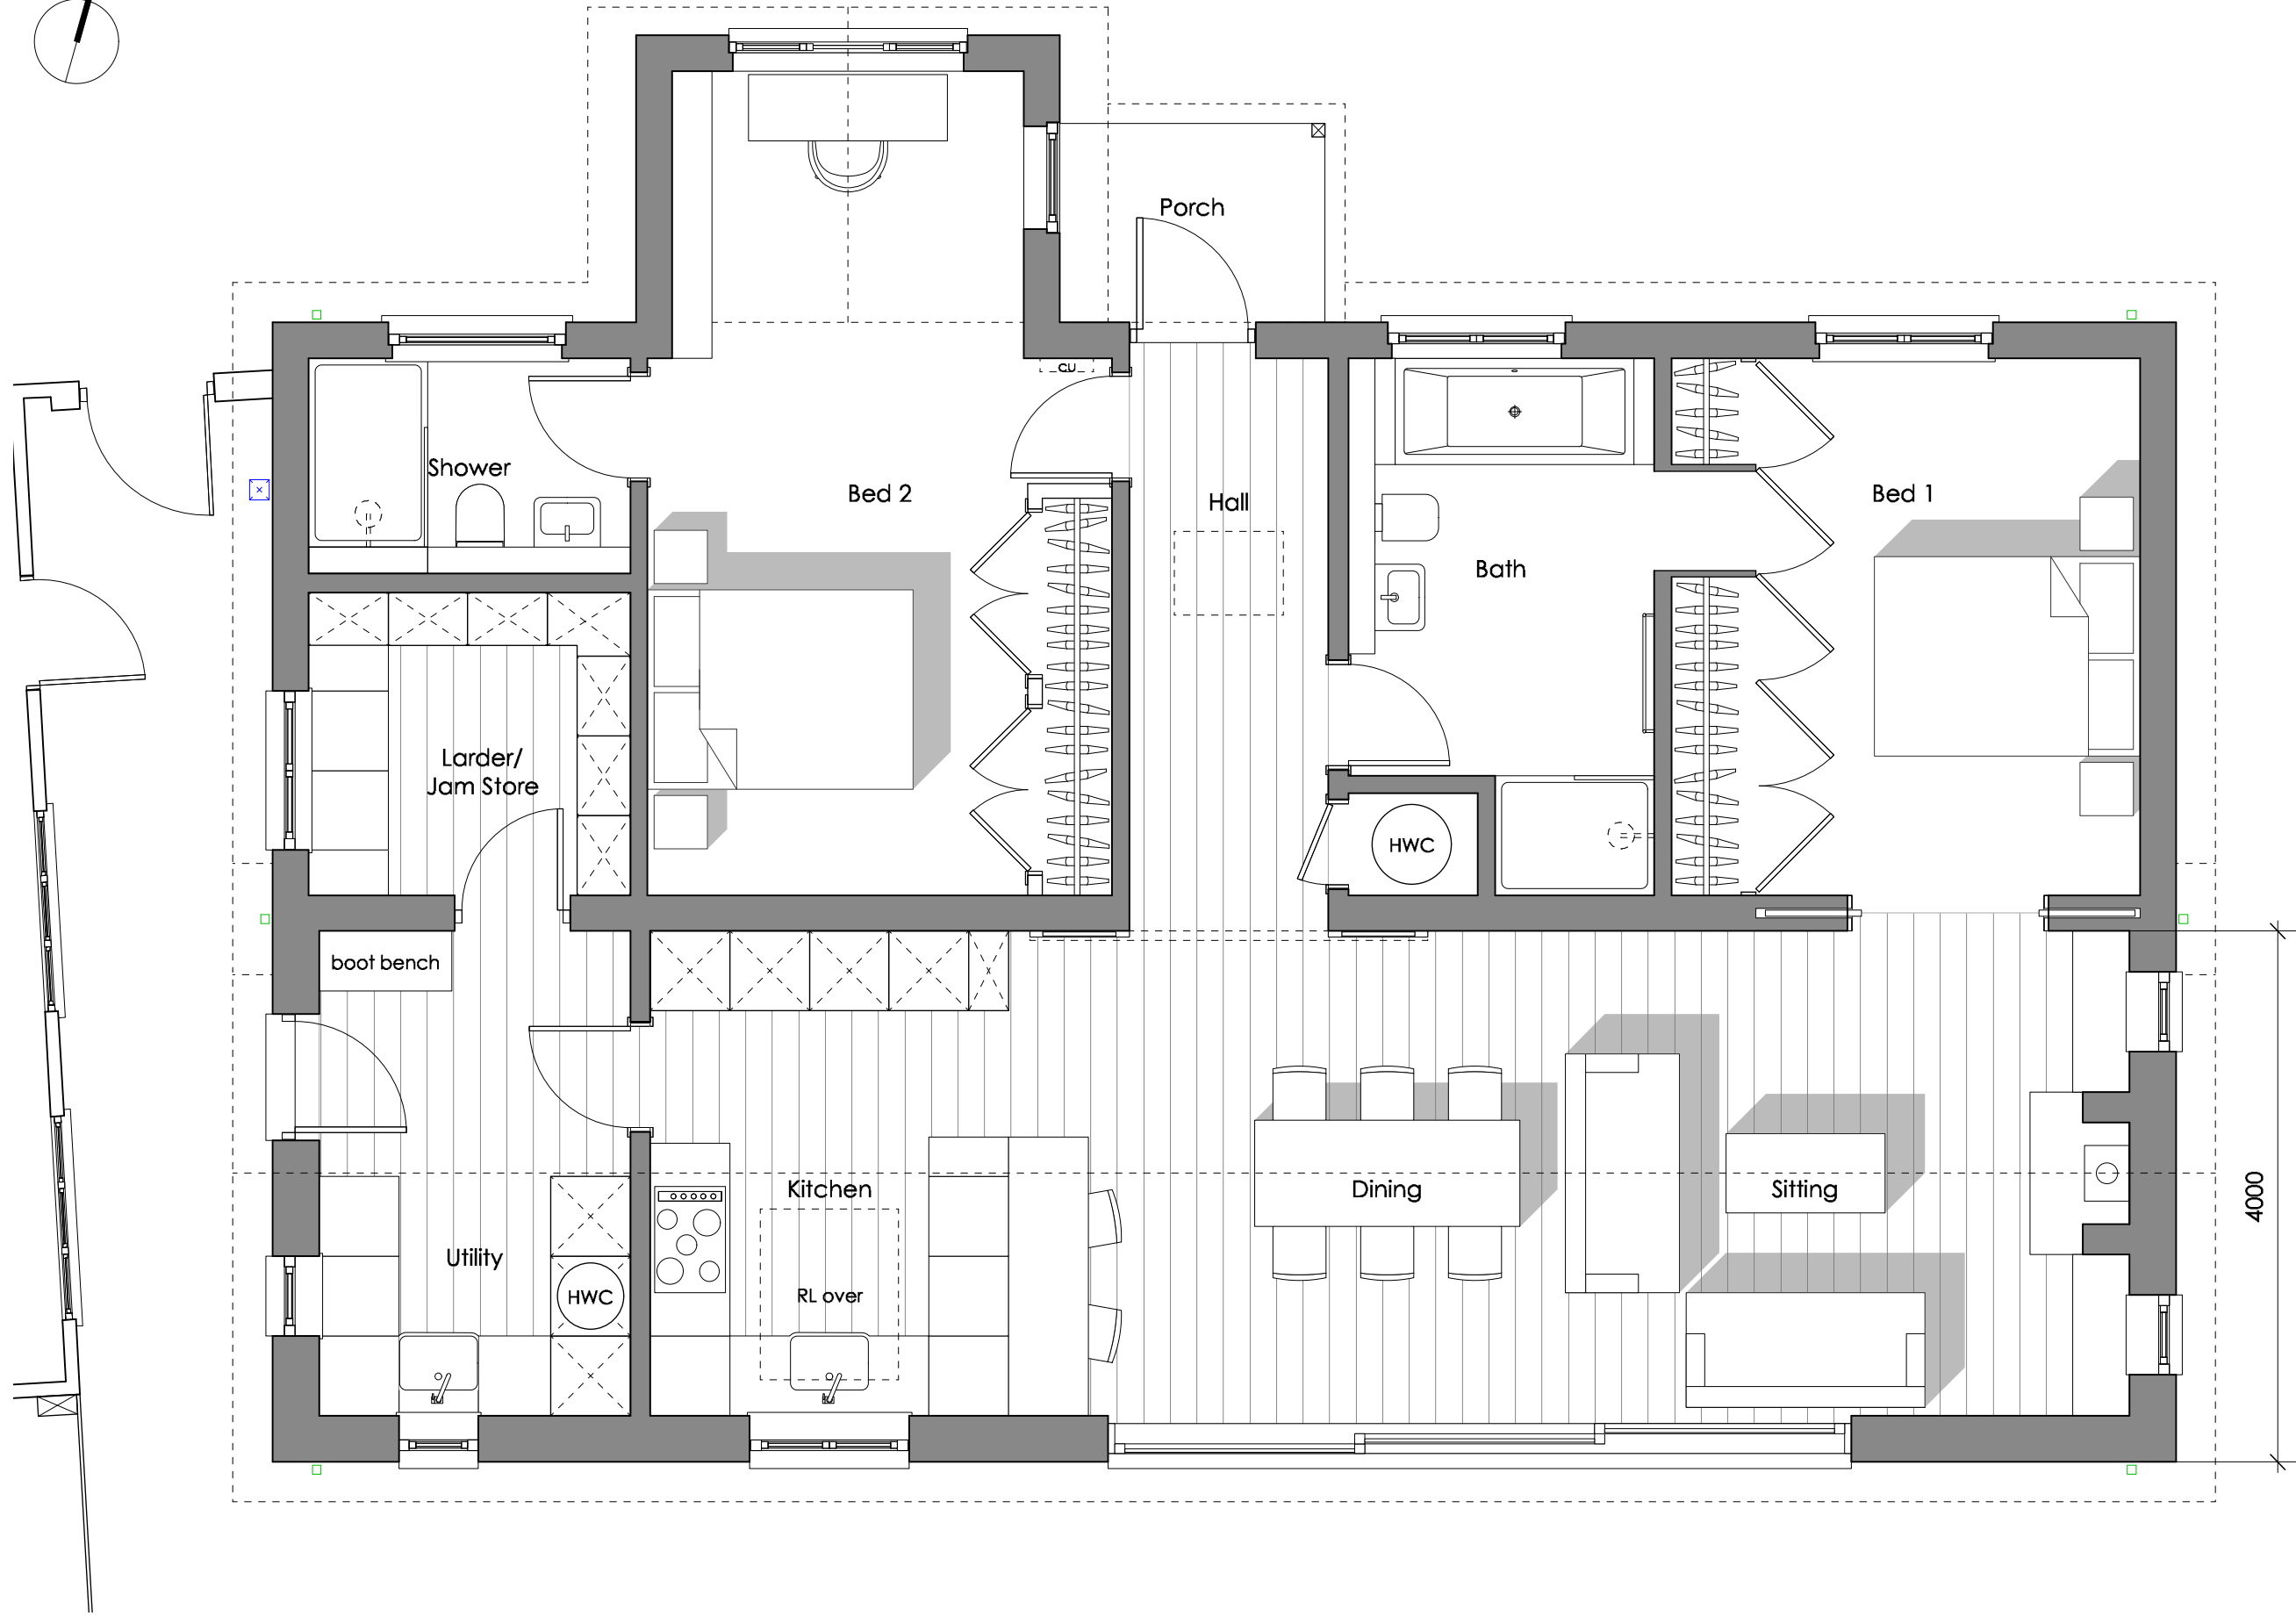 Porch
CU
Shower
Bed 2
Hall
Bed 1
Bath
Larder/
Jam Store
HWC
boot bench
Kitchen
Dining
Sitting
4000
Utility
HWC
RL over